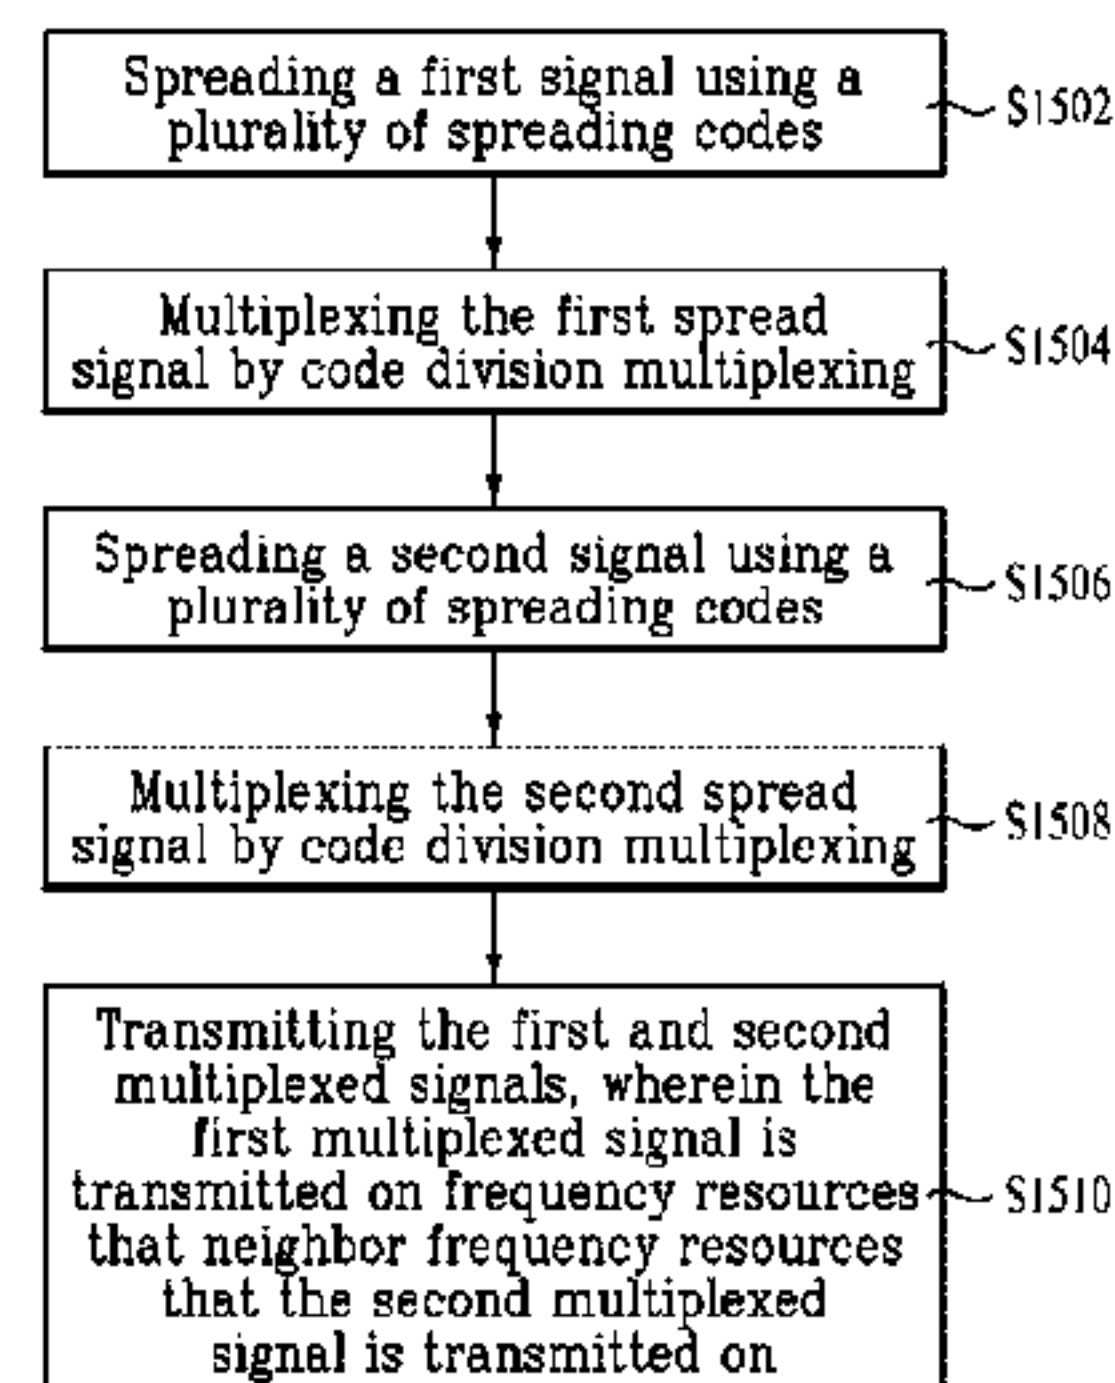 Spreading a first signal using a
plurality of spreading codes
S1502
Multiplexing the first spread
signal by code division multiplexing
S1504
Spreading a second signal using a
plurality of spreading codes
S1506
Multiplexing the second spread
signal by code division multiplexing
S1508
Transmitting the first and second
multiplexed signals, wherein the
first multiplexed signal is
transmitted on frequency resources
that neighbor frequency resources
that the second multiplexed
signal is transmitted on
S1510